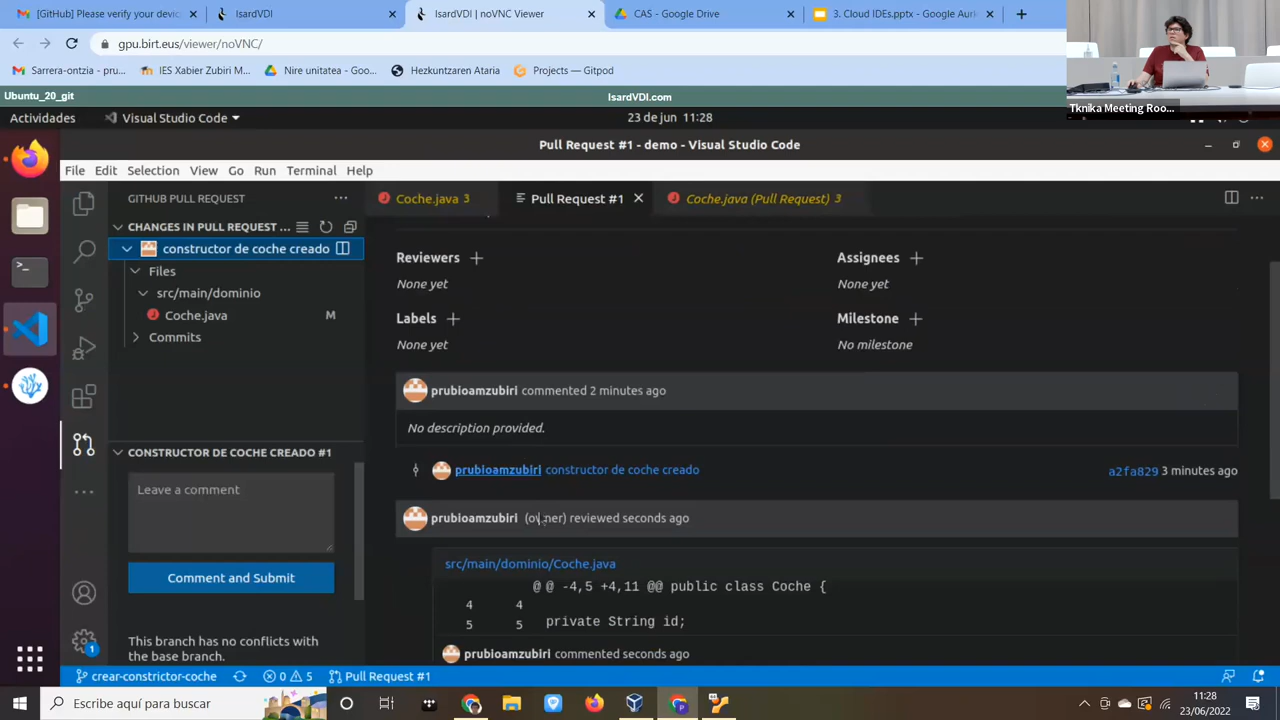 [GitHub] Please verify your devic
IsardVDI
IsardVDI | noVNC Viewer
CAS - Google Drive
3. Cloud IDEs.pptx - Google Aurk
gpu.birt.eus/viewer/noVNC/
Sarrera-ontzia - pru...
IES Xabier Zubiri M...
Nire unitatea - Goo...
Hezkuntzaren Ataria
Projects — Gitpod
Ubuntu_20_git
IsardVDI.com
Tknika Meeting Roo...
Actividades
Visual Studio Code
23 de jun 11:28
Pull Request #1 - demo - Visual Studio Code
File Edit Selection View Go Run Terminal Help
GITHUB PULL REQUEST
Coche.java 3
Pull Request #1
Coche.java (Pull Request) 3
CHANGES IN PULL REQUEST ...
constructor de coche creado
Files
src/main/dominio
Coche.java M
Commits
Reviewers
None yet
Assignees
None yet
Labels
None yet
Milestone
No milestone
prubioamzubiri commented 2 minutes ago
No description provided.
prubioamzubiri constructor de coche creado a2fa829 3 minutes ago
prubioamzubiri (owner) reviewed seconds ago
src/main/dominio/Coche.java
@@ -4,5 +4,11 @@ public class Coche {
4 4
5 5 private String id;
prubioamzubiri commented seconds ago
CONSTRUCTOR DE COCHE CREADO #1
Leave a comment
Comment and Submit
This branch has no conflicts with
the base branch.
1
crear-constrictor-coche
0 5
Pull Request #1
Escribe aquí para buscar
11:28
23/06/2022